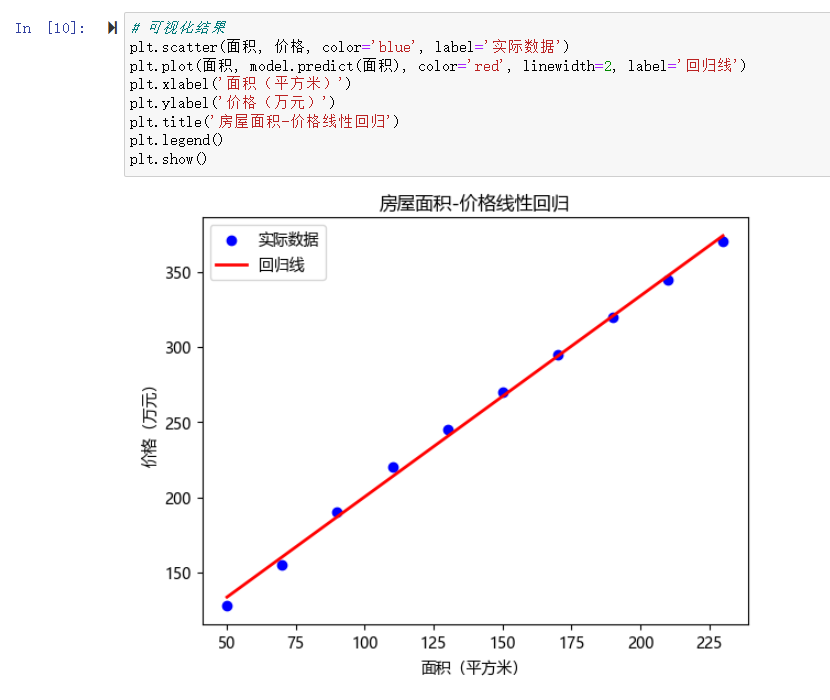 In [10]:
# 可视化结果
plt.scatter(面积, 价格, color='blue', label='实际数据')
plt.plot(面积, model.predict(面积), color='red', linewidth=2, label='回归线')
plt.xlabel('面积（平方米）')
plt.ylabel('价格（万元）')
plt.title('房屋面积-价格线性回归')
plt.legend()
plt.show()
房屋面积-价格线性回归
实际数据
回归线
350
300
250
200
150
价格（万元）
50 75 100 125 150 175 200 225
面积（平方米）